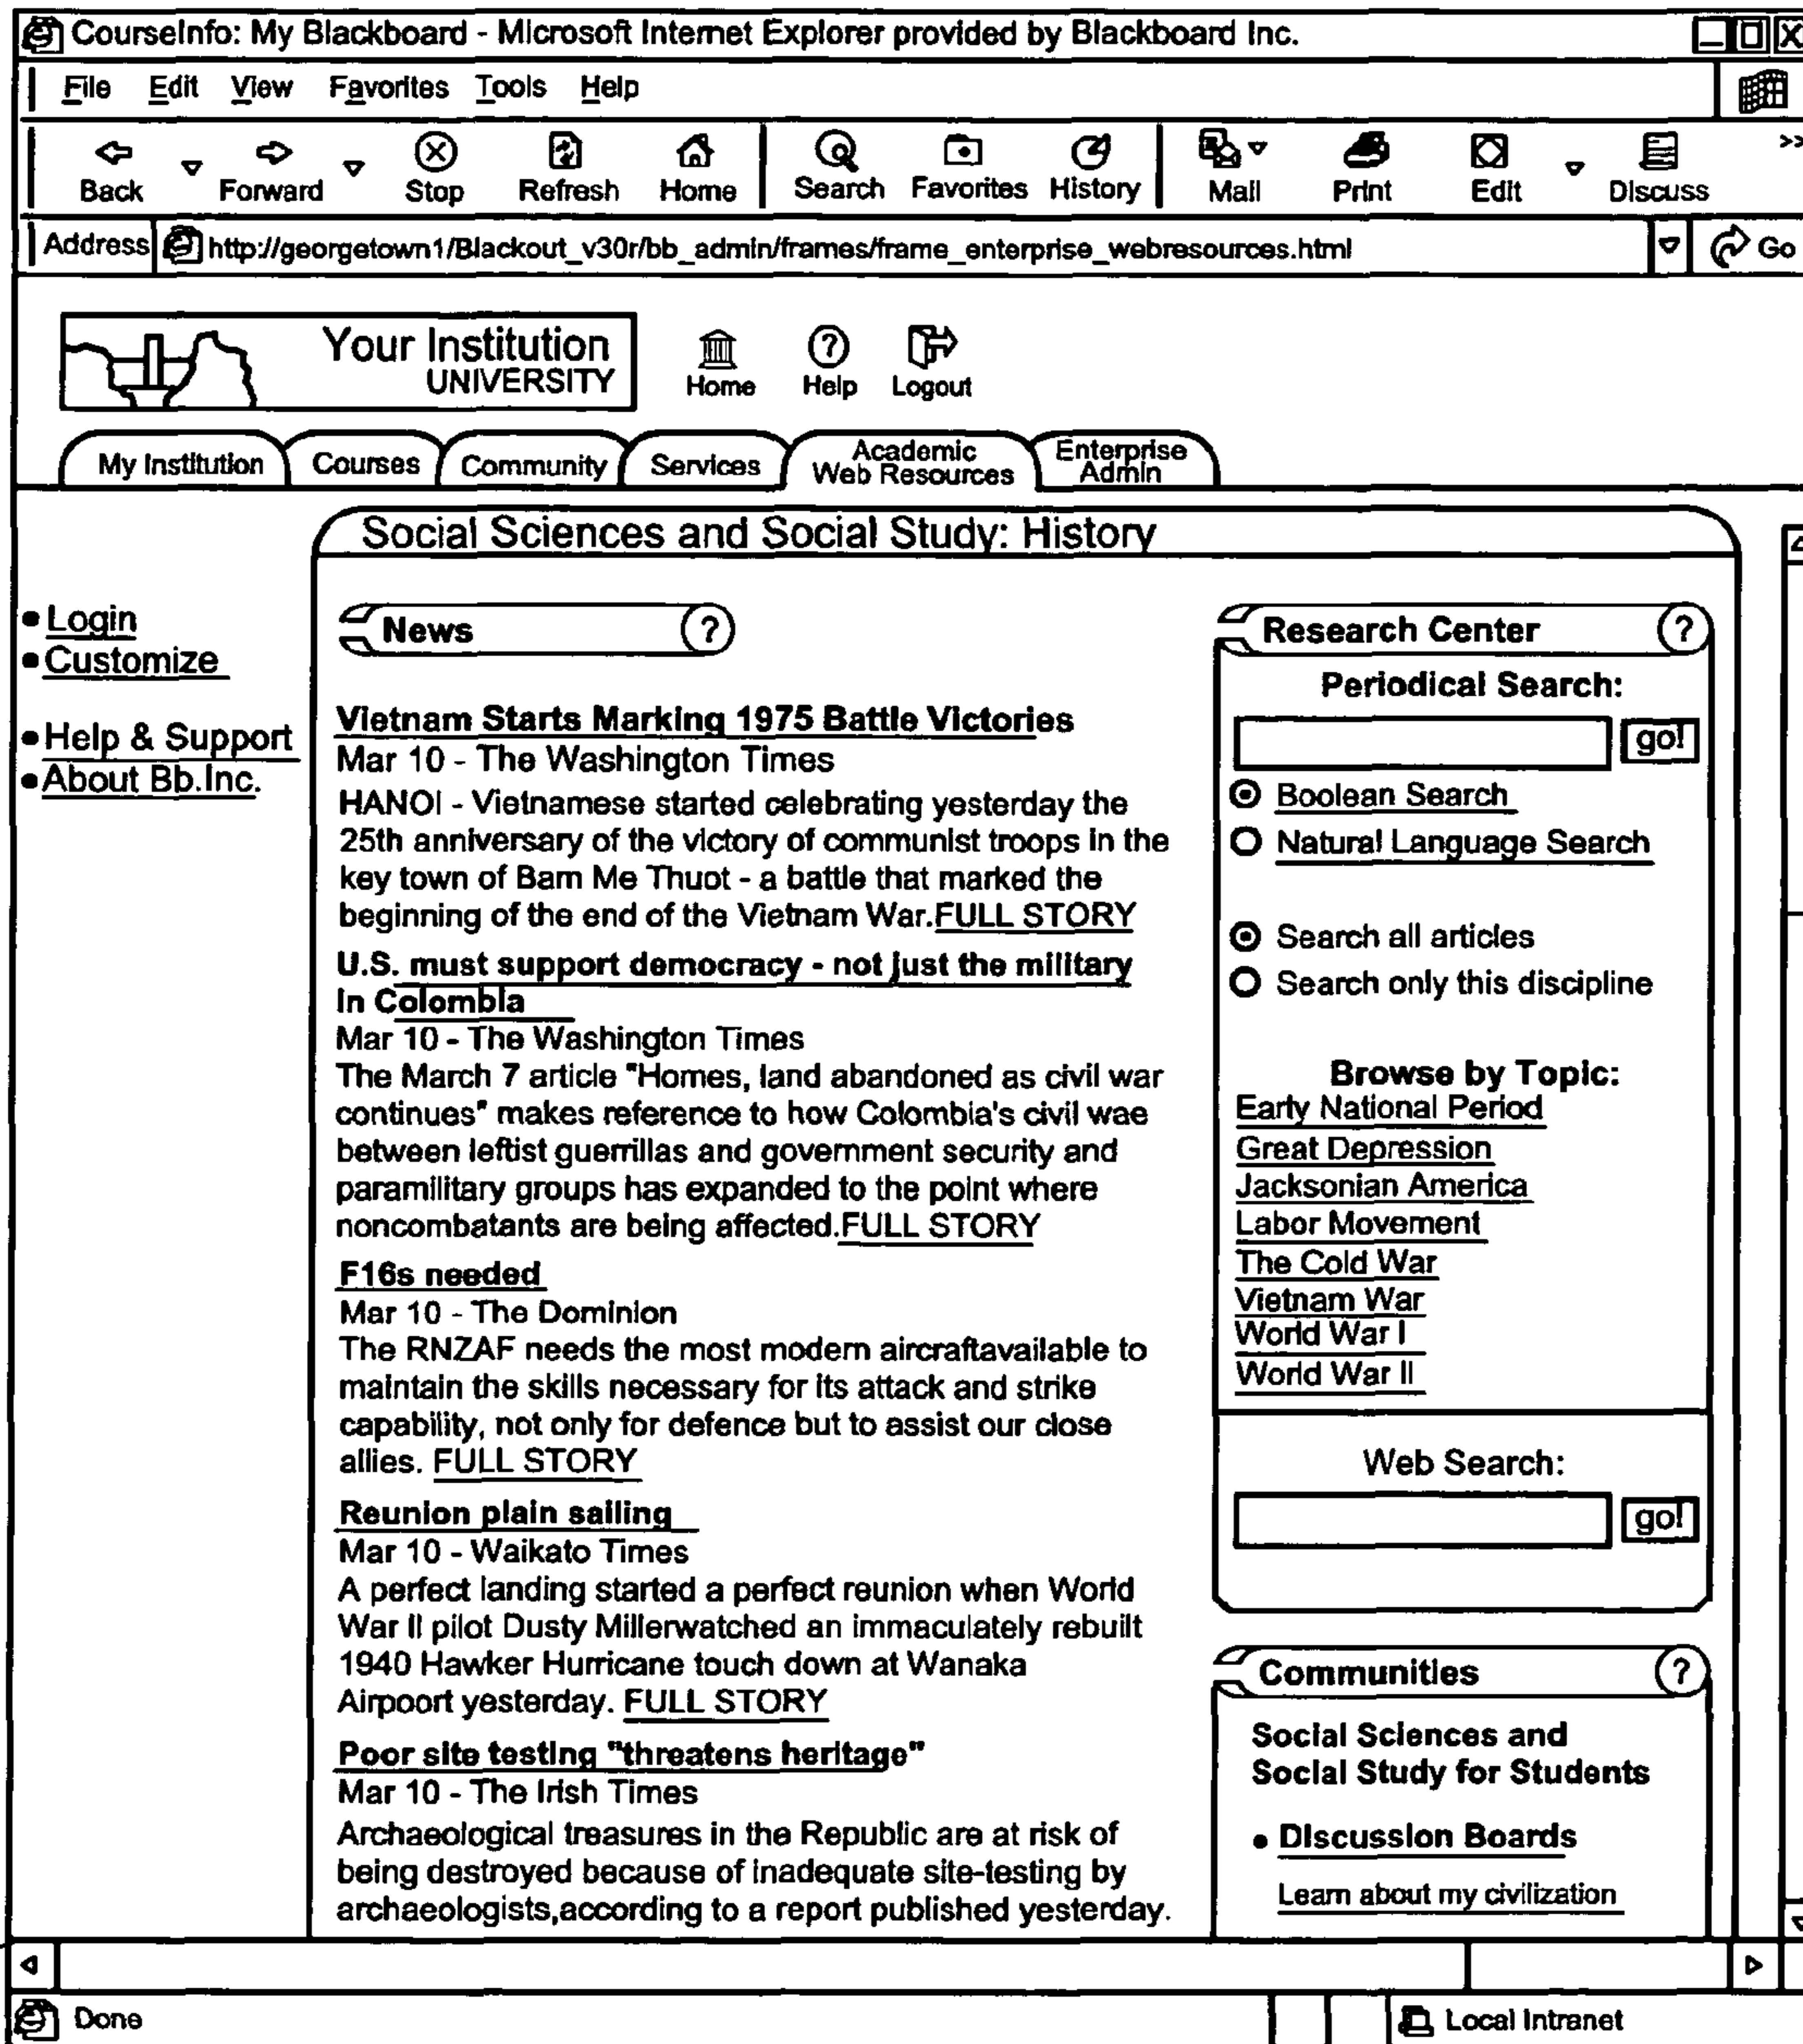 CourseInfo: My Blackboard - Microsoft Internet Explorer provided by Blackboard Inc.
File Edit View Favorites Tools Help
Back Forward Stop Refresh Home Search Favorites History Mail Print Edit Discuss >>
Address http://georgetown1/Blackout_v30r/bb_admin/frames/frame_enterprise_webresources.html Go
Your Institution
UNIVERSITY
Home Help Logout
My Institution
Courses
Community
Services
Academic
Web Resources
Enterprise
Admin
Social Sciences and Social Study: History
• Login
• Customize
• Help & Support
• About Bb.Inc.
News ?
Vietnam Starts Marking 1975 Battle Victories
Mar 10 - The Washington Times
HANOI - Vietnamese started celebrating yesterday the
25th anniversary of the victory of communist troops in the
key town of Bam Me Thuot - a battle that marked the
beginning of the end of the Vietnam War.FULL STORY
U.S. must support democracy - not just the military
In Colombia
Mar 10 - The Washington Times
The March 7 article "Homes, land abandoned as civil war
continues" makes reference to how Colombia's civil wae
between leftist guerrillas and government security and
paramilitary groups has expanded to the point where
noncombatants are being affected.FULL STORY
F16s needed
Mar 10 - The Dominion
The RNZAF needs the most modern aircraftavailable to
maintain the skills necessary for its attack and strike
capability, not only for defence but to assist our close
allies. FULL STORY
Reunion plain sailing
Mar 10 - Waikato Times
A perfect landing started a perfect reunion when World
War II pilot Dusty Millerwatched an immaculately rebuilt
1940 Hawker Hurricane touch down at Wanaka
Airpoort yesterday. FULL STORY
Poor site testing "threatens heritage"
Mar 10 - The Irish Times
Archaeological treasures in the Republic are at risk of
being destroyed because of inadequate site-testing by
archaeologists,according to a report published yesterday.
Research Center ?
Periodical Search:
go!
Boolean Search
Natural Language Search
Search all articles
Search only this discipline
Browse by Topic:
Early National Period
Great Depression
Jacksonian America
Labor Movement
The Cold War
Vietnam War
World War I
World War II
Web Search:
go!
Communities ?
Social Sciences and
Social Study for Students
• Discussion Boards
Learn about my civilization
Done
Local Intranet